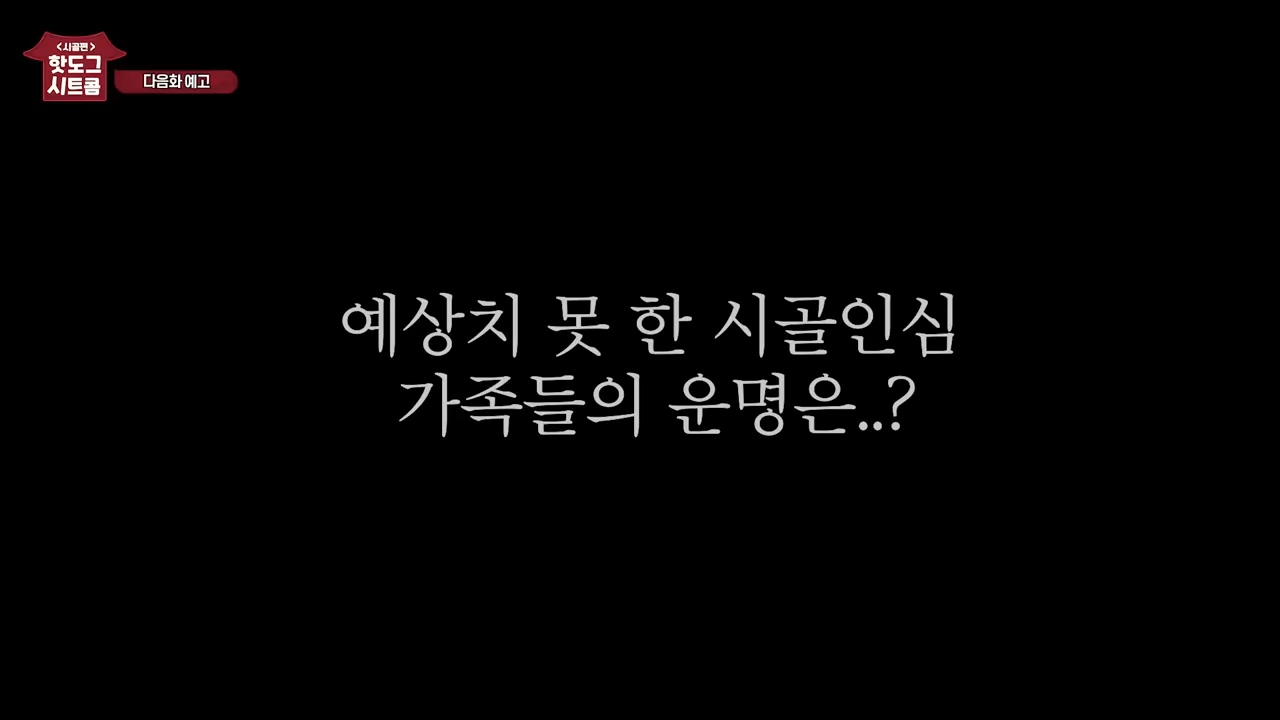 <시골편>
핫도그
시트콤
다음화 예고
예상치 못 한 시골인심
가족들의 운명은..?